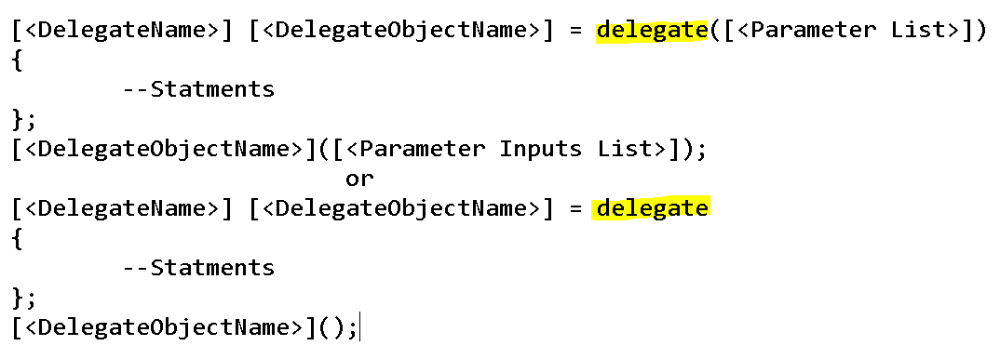 [<DelegateName>] [<DelegateObjectName>] = delegate([<Parameter List>])
{
--Statments
};
[<DelegateObjectName>]([<Parameter Inputs List>]);
or
[<DelegateName>] [<DelegateObjectName>] = delegate
{
--Statments
};
[<DelegateObjectName>]();